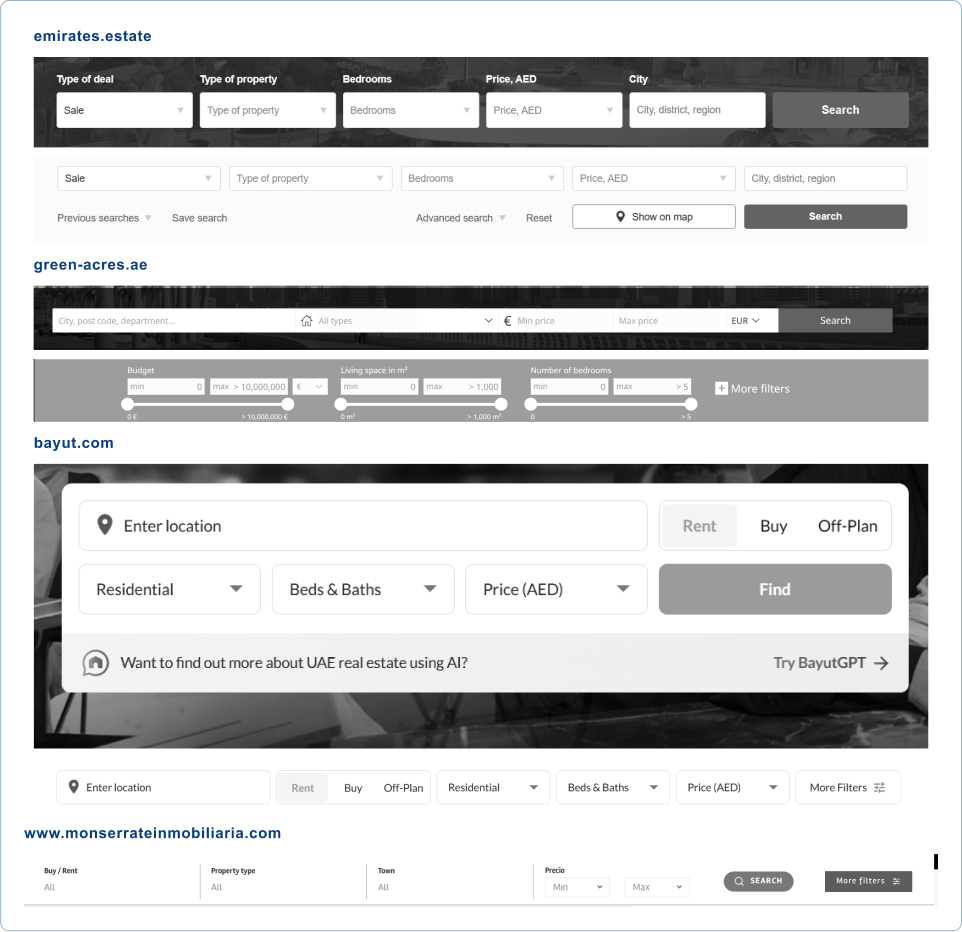 emirates.estate
Type of deal Type of property Bedrooms Price, AED City
Sale Type of property Bedrooms Price, AED City, district, region Search
Sale Type of property Bedrooms Price, AED City, district, region
Previous searches Save search Advanced search Reset Show on map Search
green-acres.ae
City, post code, department... All types € Min price Max price EUR Search
Budget Living space in m² Number of bedrooms
min 0 max > 10,000,000 € min 0 max > 1,000 min 0 max > 5 + More filters
0 € > 10,000,000 € 0 m² > 1,000 m² 0 > 5
bayut.com
Enter location Rent Buy Off-Plan
Residential Beds & Baths Price (AED) Find
Want to find out more about UAE real estate using AI? Try BayutGPT →
Enter location Rent Buy Off-Plan Residential Beds & Baths Price (AED) More Filters
www.monserrateinmobiliaria.com
Buy / Rent Property type Town Precio
All All All Min Max SEARCH More filters